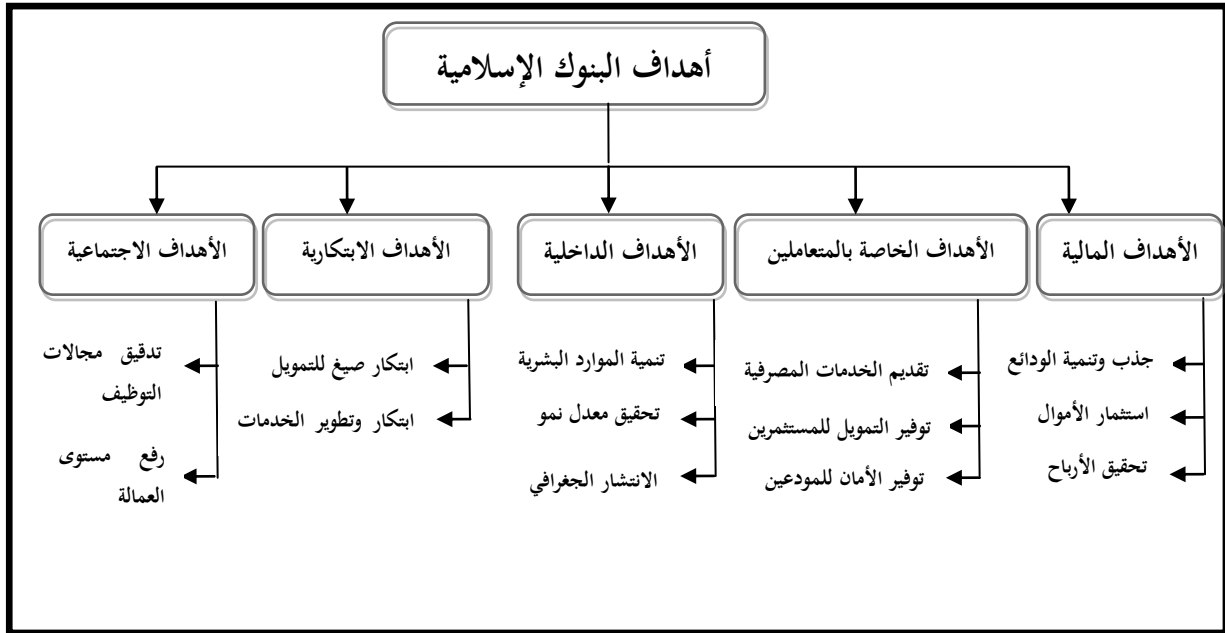 أهداف البنوك الإسلامية
الأهداف المالية
جذب وتنمية الودائع
استثمار الأموال
تحقيق الأرباح
الأهداف الخاصة بالمتعاملين
تقديم الخدمات المصرفية
توفير التمويل للمستثمرين
توفير الأمان للمودعين
الأهداف الداخلية
تنمية الموارد البشرية
تحقيق معدل نمو
الانتشار الجغرافي
الأهداف الابتكارية
ابتكار صيغ للتمويل
ابتكار وتطوير الخدمات
الأهداف الاجتماعية
تدقيق مجالات
التوظيف
رفع مستوى
العمالة